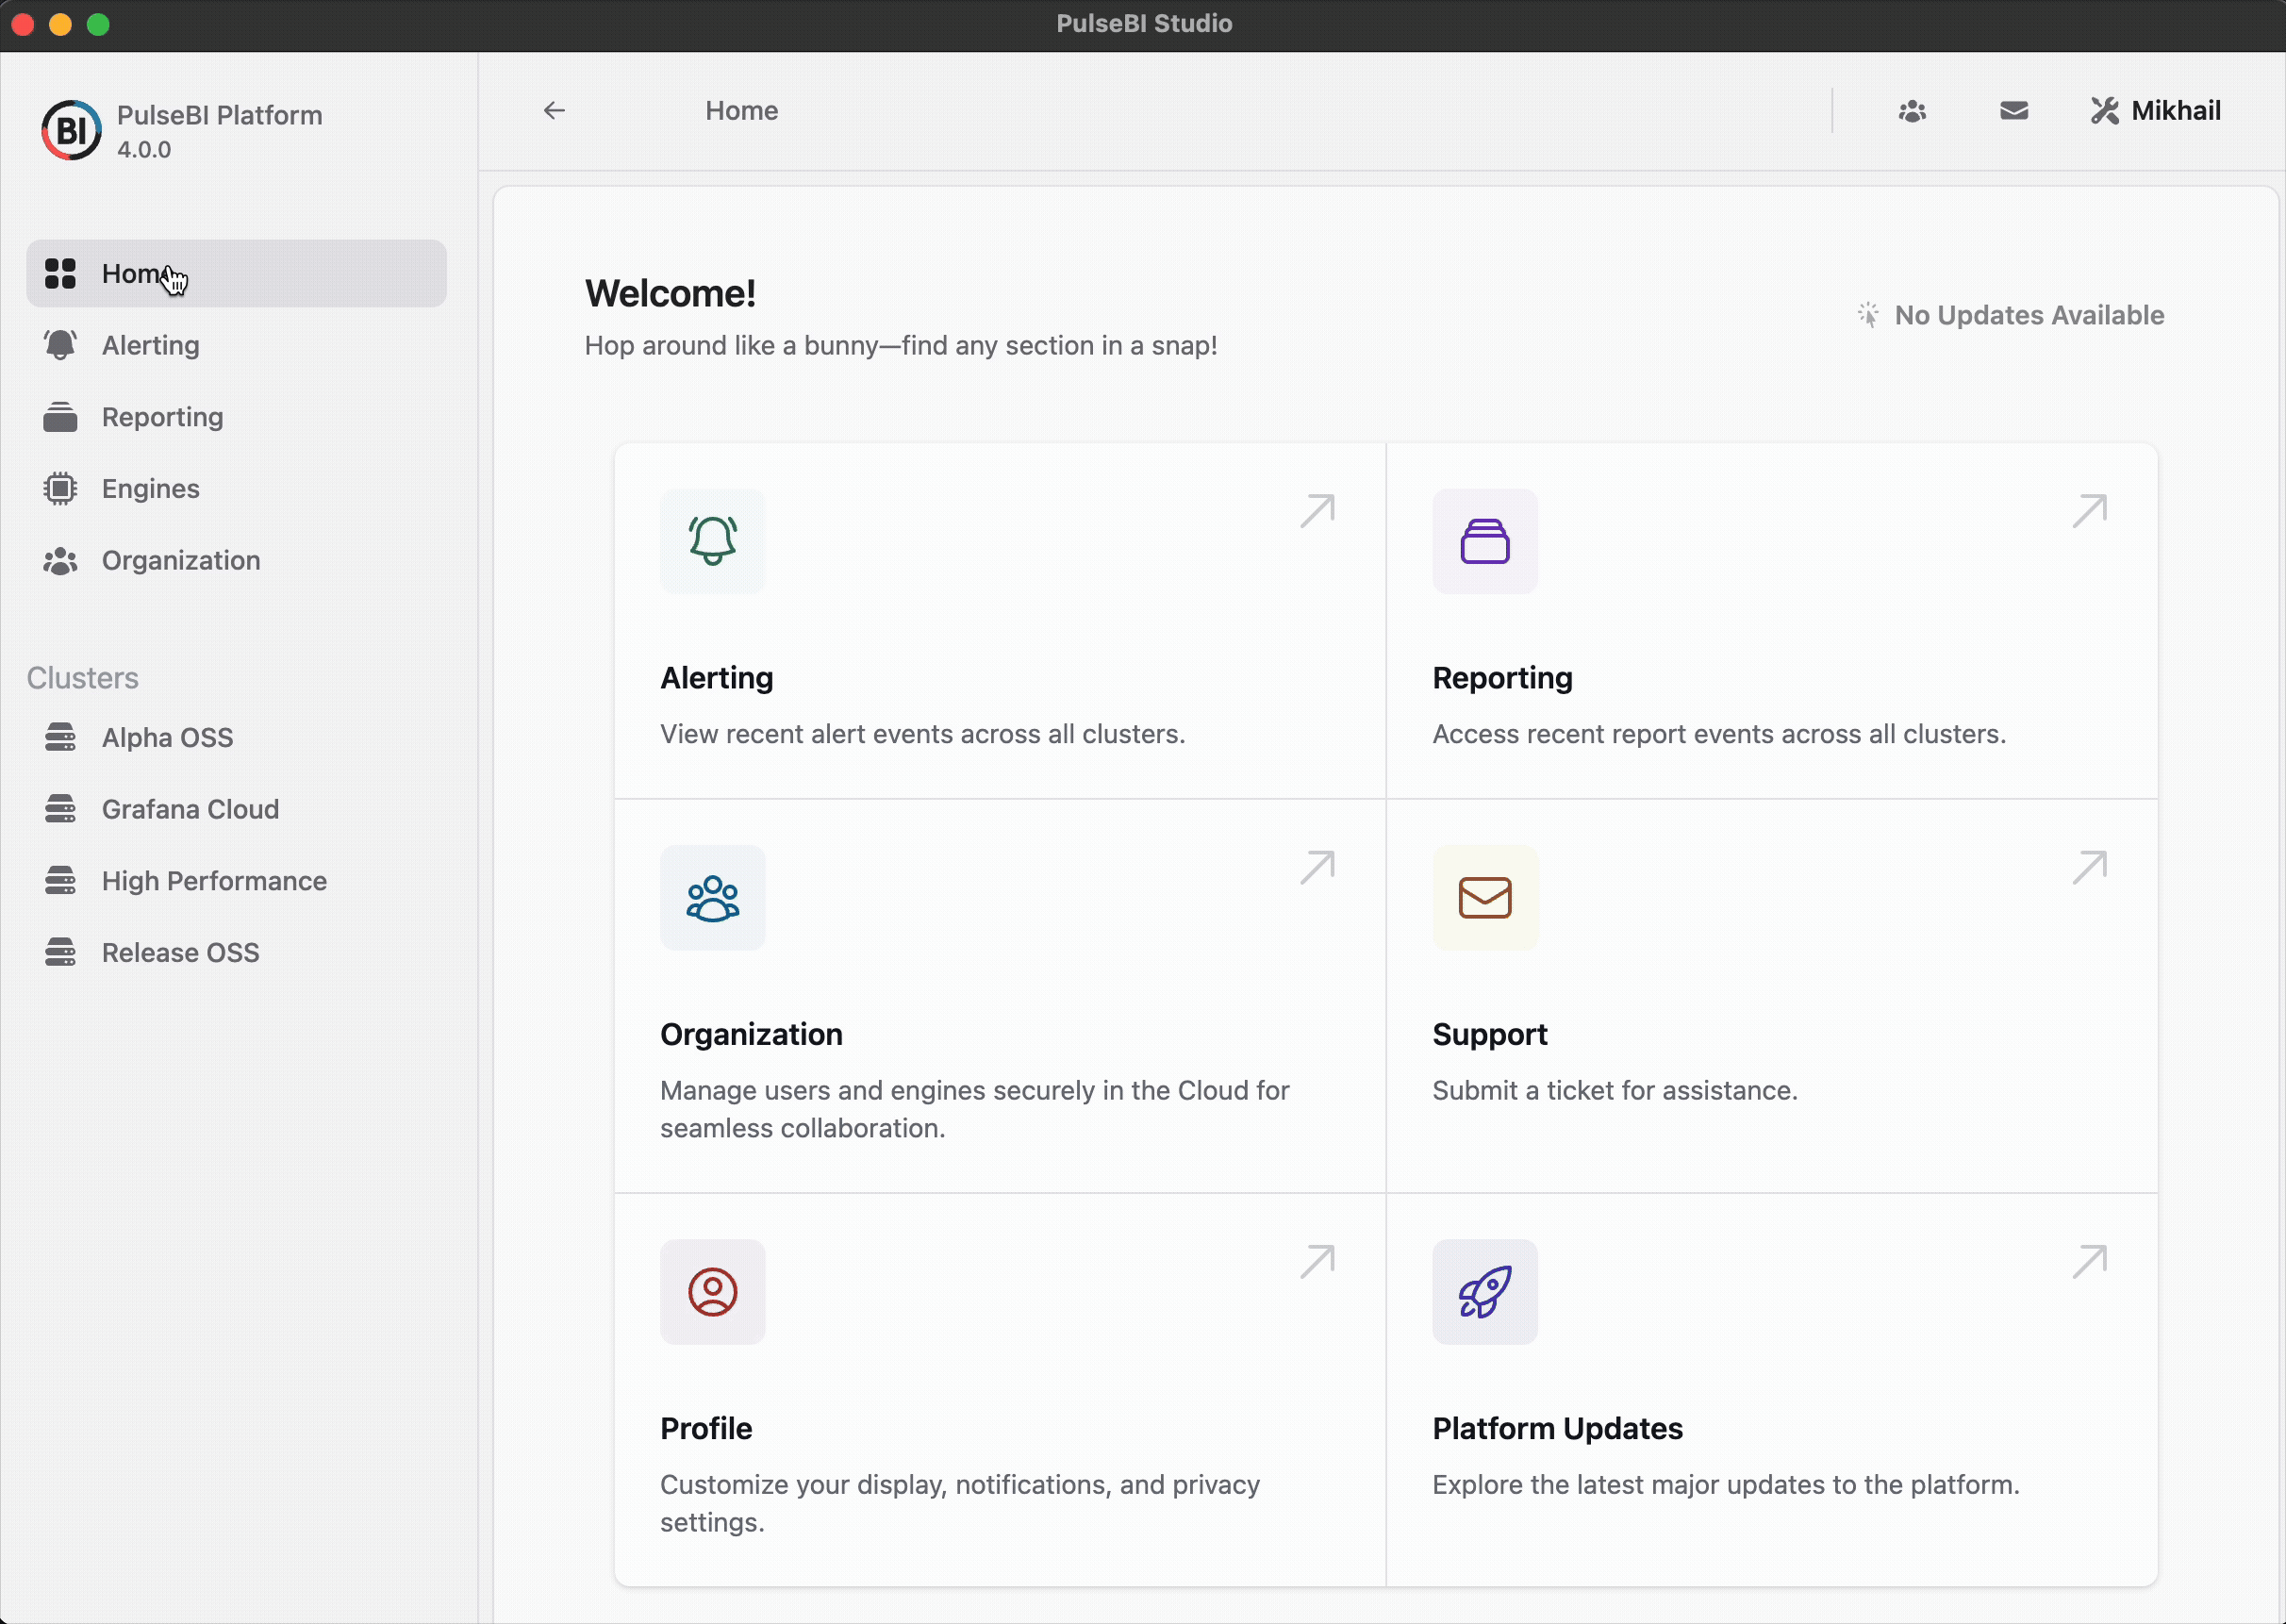 PulseBI Studio
BI
PulseBI Platform
4.0.0
Home
Alerting
Reporting
Engines
Organization
Clusters
Alpha OSS
Grafana Cloud
High Performance
Release OSS
Home
Mikhail
Welcome!
Hop around like a bunny—find any section in a snap!
No Updates Available
Alerting
View recent alert events across all clusters.
Reporting
Access recent report events across all clusters.
Organization
Manage users and engines securely in the Cloud for
seamless collaboration.
Support
Submit a ticket for assistance.
Profile
Customize your display, notifications, and privacy
settings.
Platform Updates
Explore the latest major updates to the platform.